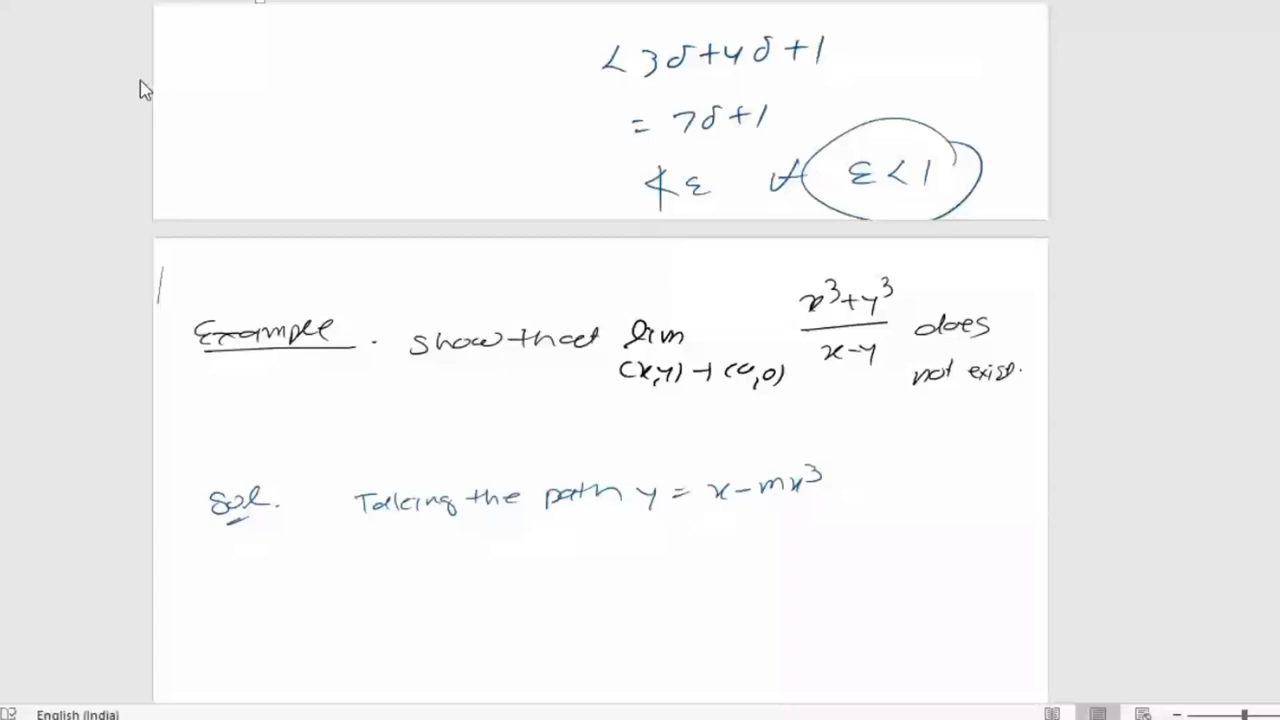 < 3δ+4δ+1
= 7δ+1
≮ ε ∀ ε<1
Example. Show that lim (x,y)→(0,0) x³+y³/x-y does not exist.
Sol. Taking the path y = x-mx³
English (India)